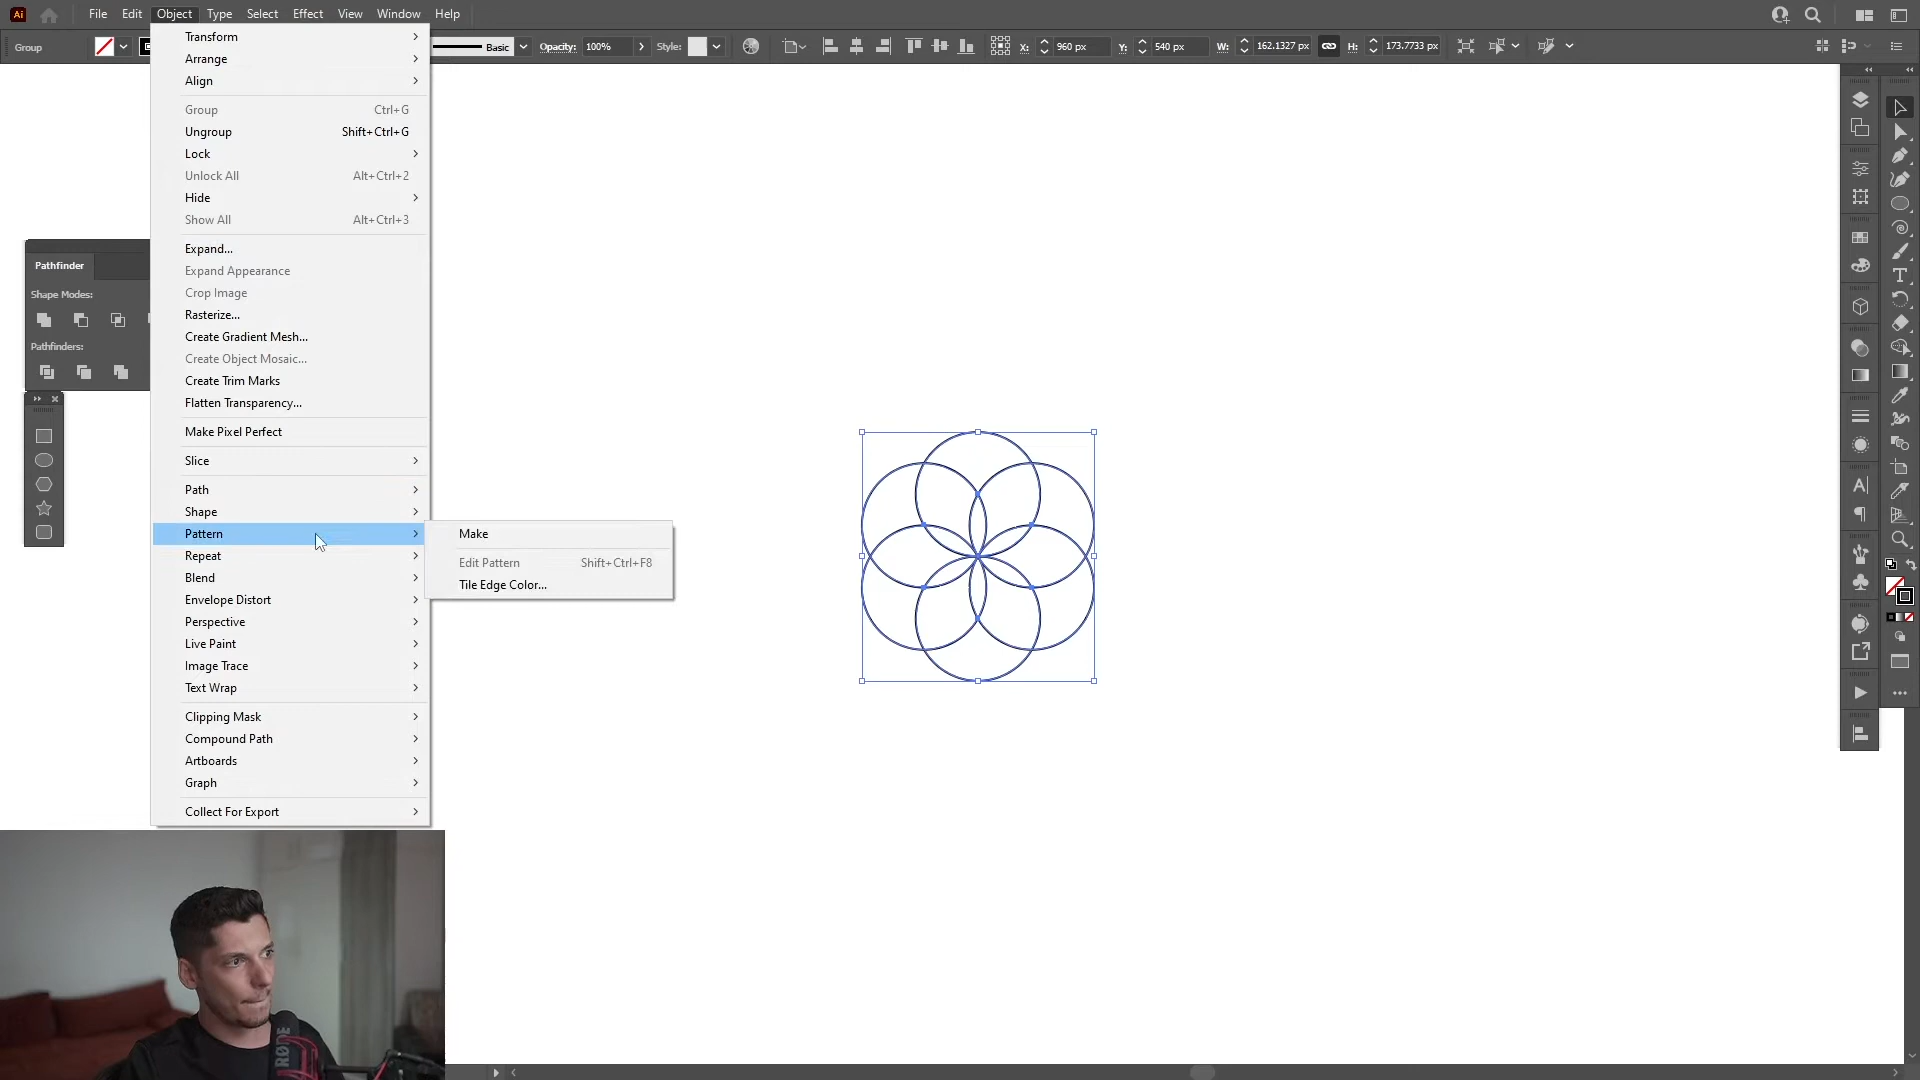 Ai File Edit Object Type Select Effect View Window Help
Group Basic Opacity: 100% Style: X: 960 px Y: 540 px W: 162.1327 px H: 173.7733 px
Transform
Arrange
Align
Group Ctrl+G
Ungroup Shift+Ctrl+G
Lock
Unlock All Alt+Ctrl+2
Hide
Show All Alt+Ctrl+3
Expand...
Expand Appearance
Crop Image
Rasterize...
Create Gradient Mesh...
Create Object Mosaic...
Create Trim Marks
Flatten Transparency...
Make Pixel Perfect
Slice
Path
Shape
Pattern
Repeat
Blend
Envelope Distort
Perspective
Live Paint
Image Trace
Text Wrap
Clipping Mask
Compound Path
Artboards
Graph
Collect For Export
Make
Edit Pattern Shift+Ctrl+F8
Tile Edge Color...
Pathfinder
Shape Modes:
Pathfinders:
RØDE